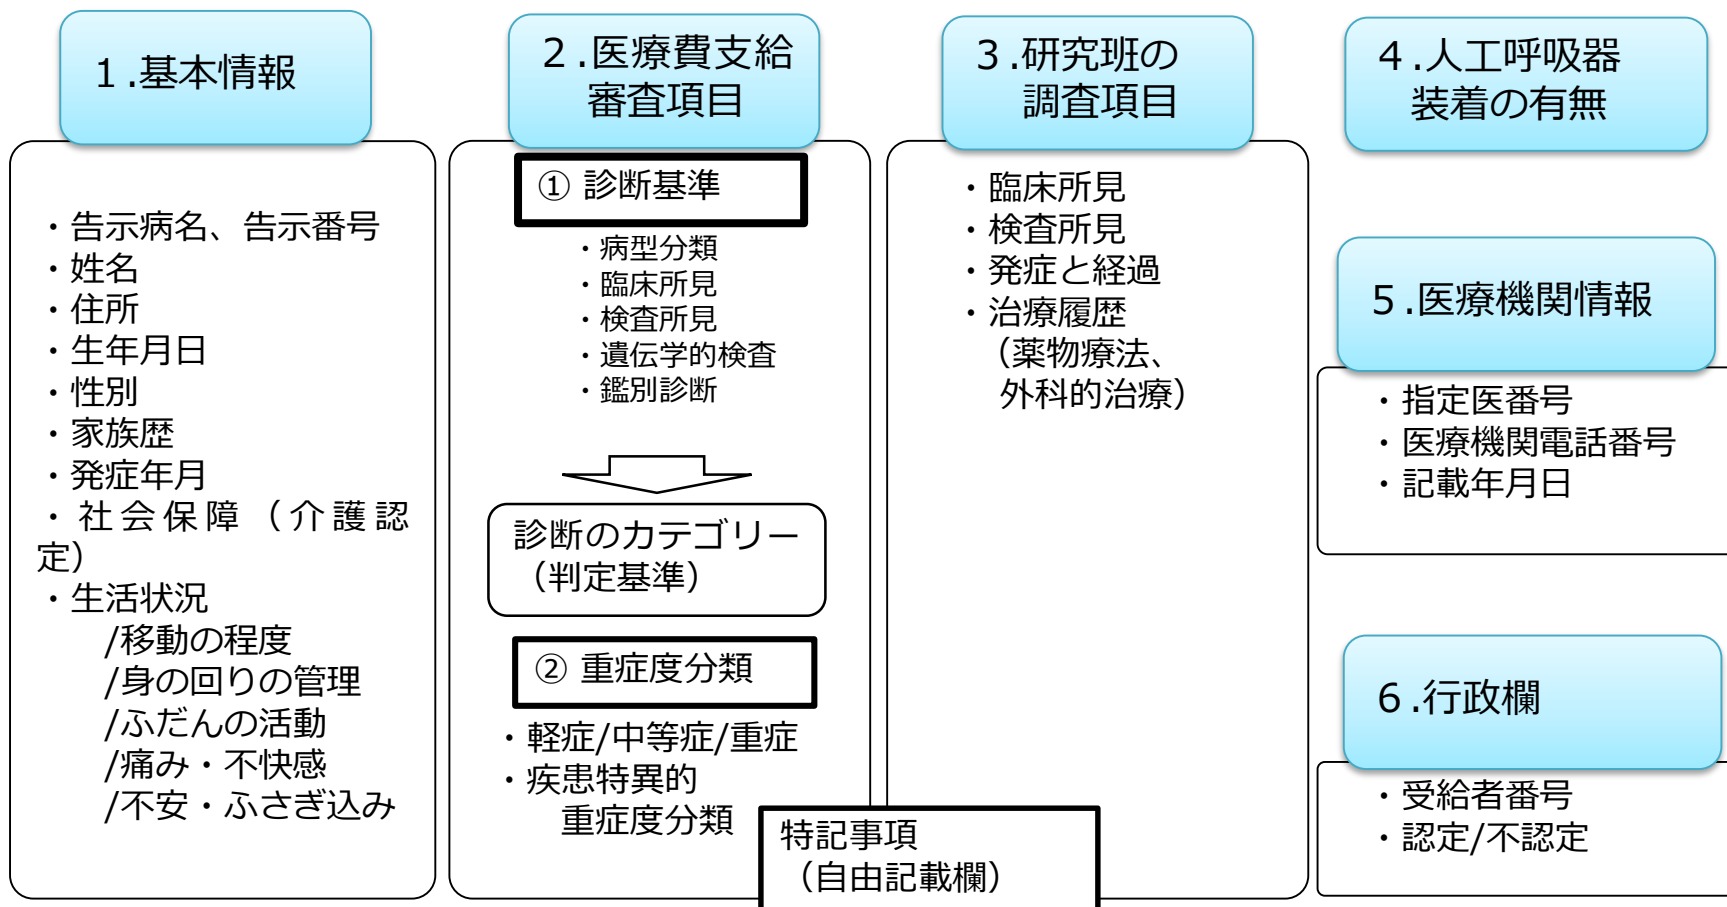 １.基本情報
・告示病名、告示番号
・姓名
・住所
・生年月日
・性別
・家族歴
・発症年月
・社会保障（介護認
定）
・生活状況
/移動の程度
/身の回りの管理
/ふだんの活動
/痛み・不快感
/不安・ふさぎ込み
２.医療費支給
審査項目
① 診断基準
・病型分類
・臨床所見
・検査所見
・遺伝学的検査
・鑑別診断
診断のカテゴリー
（判定基準）
② 重症度分類
・軽症/中等症/重症
・疾患特異的
重症度分類
３.研究班の
調査項目
・臨床所見
・検査所見
・発症と経過
・治療履歴
（薬物療法、
外科的治療）
特記事項
（自由記載欄）
４.人工呼吸器
装着の有無
５.医療機関情報
・指定医番号
・医療機関電話番号
・記載年月日
６.行政欄
・受給者番号
・認定/不認定